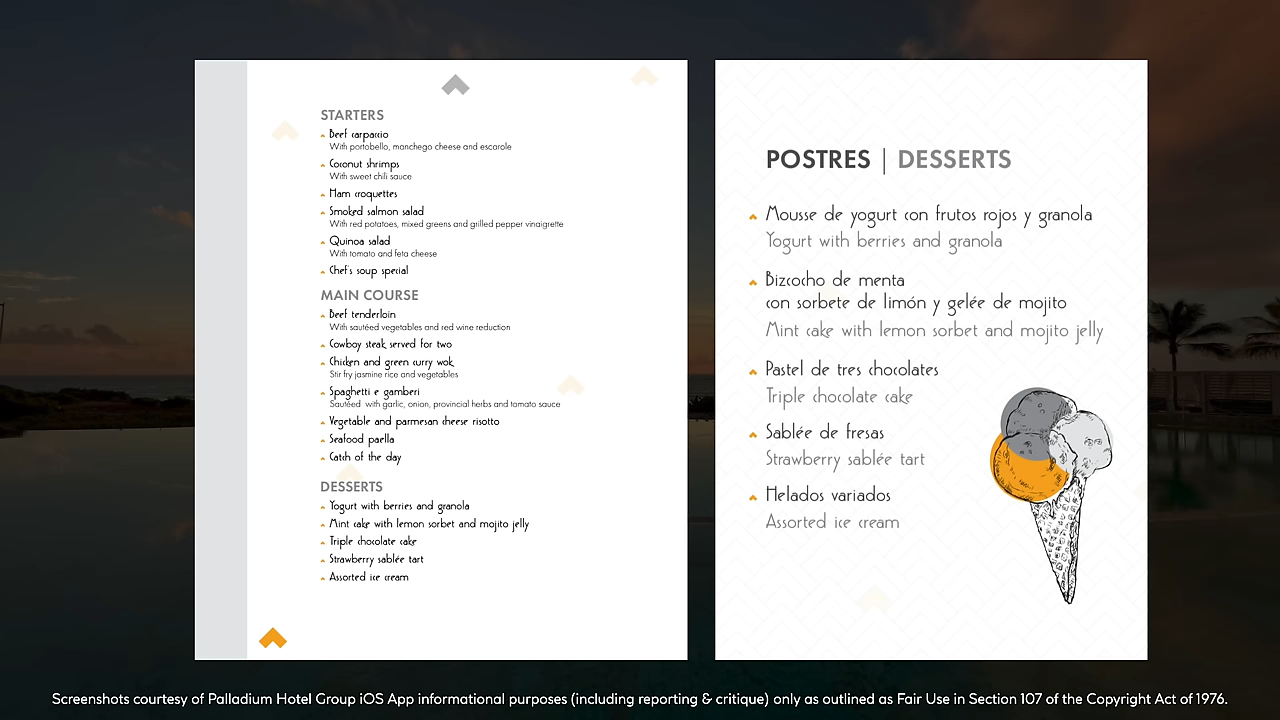 STARTERS
Beef carpaccio
With portobello, manchego cheese and escarole
Coconut shrimps
With sweet chili sauce
Ham croquettes
Smoked salmon salad
With red potatoes, mixed greens and grilled pepper vinaigrette
Quinoa salad
With tomato and feta cheese
Chef's soup special
MAIN COURSE
Beef tenderloin
With sautéed vegetables and red wine reduction
Cowboy steak served for two
Chicken and green curry wok
Stir fry jasmine rice and vegetables
Spaghetti e gamberi
Sautéed with garlic, onion, provincial herbs and tomato sauce
Vegetable and parmesan cheese risotto
Seafood paella
Catch of the day
DESSERTS
Yogurt with berries and granola
Mint cake with lemon sorbet and mojito jelly
Triple chocolate cake
Strawberry sablée tart
Assorted ice cream
POSTRES | DESSERTS
Mousse de yogurt con frutos rojos y granola
Yogurt with berries and granola
Bizcocho de menta
con sorbete de limón y gelée de mojito
Mint cake with lemon sorbet and mojito jelly
Pastel de tres chocolates
Triple chocolate cake
Sablée de fresas
Strawberry sablée tart
Helados variados
Assorted ice cream
Screenshots courtesy of Palladium Hotel Group iOS App informational purposes (including reporting & critique) only as outlined as Fair Use in Section 107 of the Copyright Act of 1976.